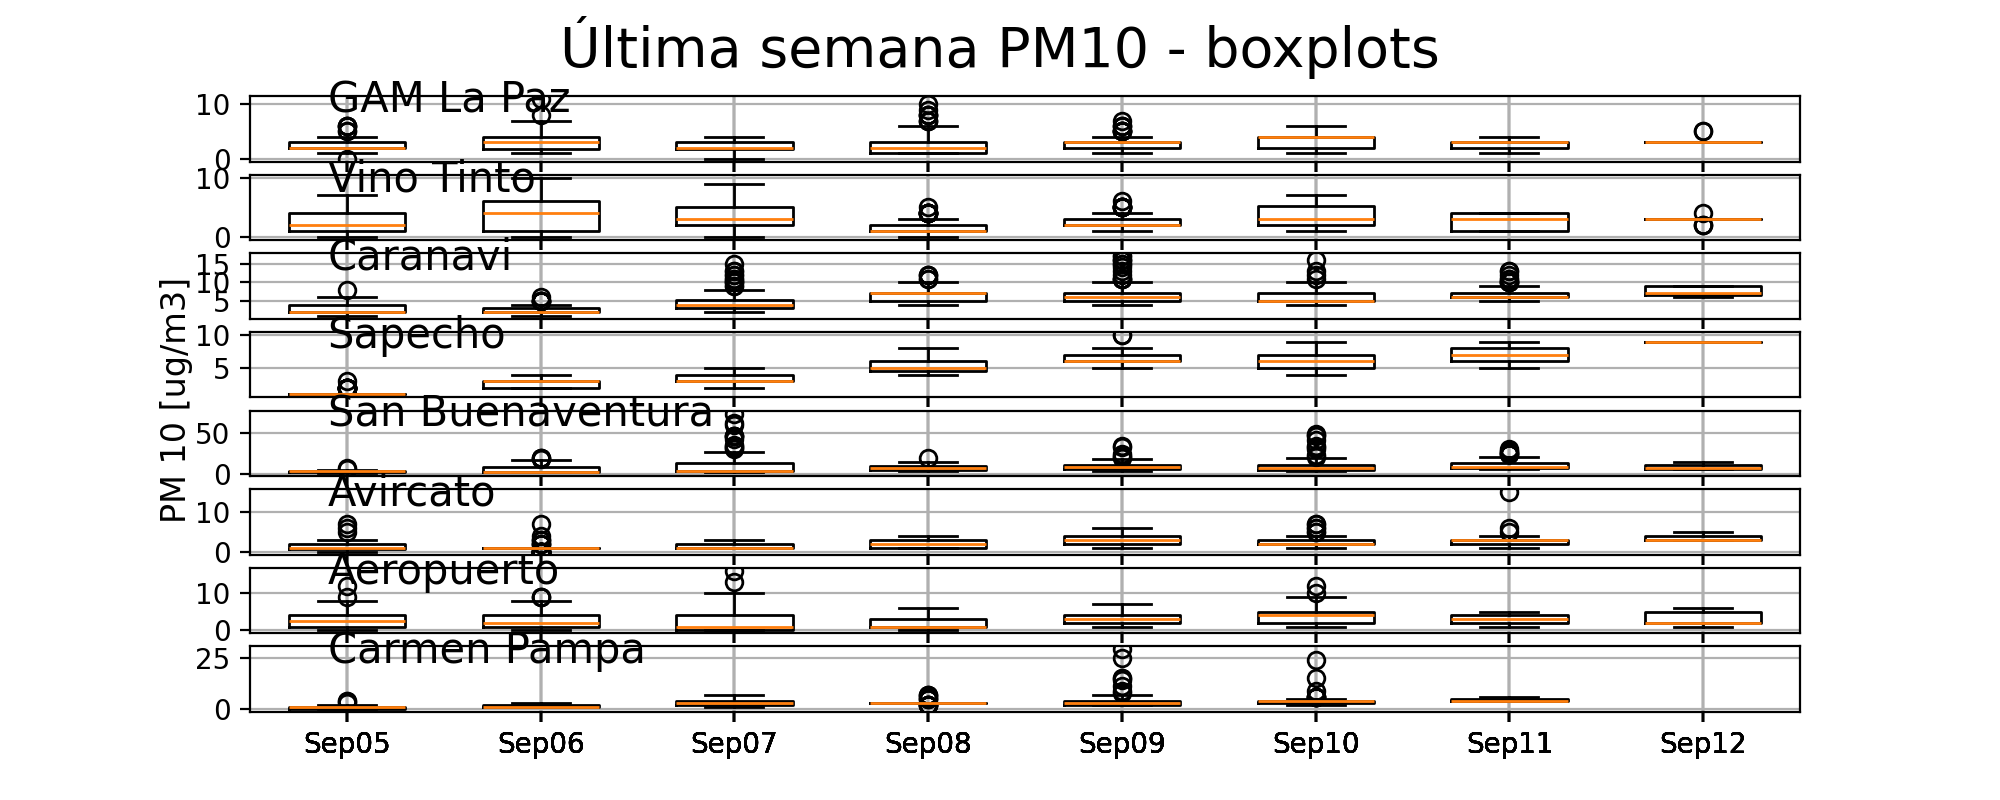 Última semana PM10 - boxplots
PM 10 [ug/m3]
GAM La Paz
10
0
Vino Tinto
10
0
Caranavi
15
10
5
Sapecho
10
5
San Buenaventura
50
0
Avircato
10
0
Aeropuerto
10
0
Carmen Pampa
25
0
Sep05 Sep06 Sep07 Sep08 Sep09 Sep10 Sep11 Sep12